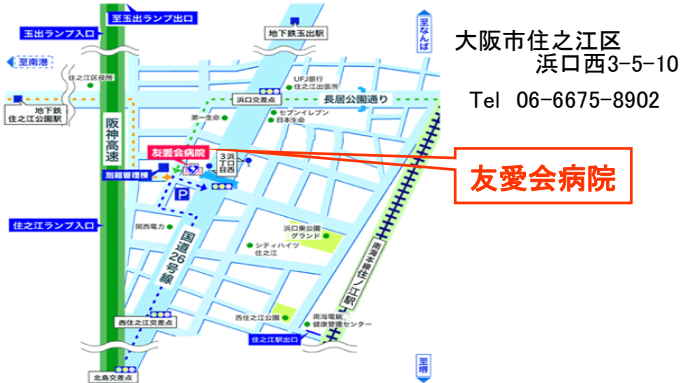 至玉出ランプ出口
玉出ランプ入口
地下鉄玉出駅
至なんば
至南港
住之江区役所
UFJ銀行
住之江出張所
地下鉄
住之江公園駅
浜口交差点
長居公園通り
第一生命
セブンイレブン
日本生命
阪神高速
友愛会病院
浜口西
3丁目
別館管理棟
P
住之江ランプ入口
関西電力
国道26号線
シティハイツ
住之江
浜口東公園
グランド
南海本線住ノ江駅
西住之江交差点
西住之江公園
南海電鉄
健康管理センター
住之江駅出口
北島交差点
至堺
大阪市住之江区
浜口西3-5-10
Tel 06-6675-8902
友愛会病院